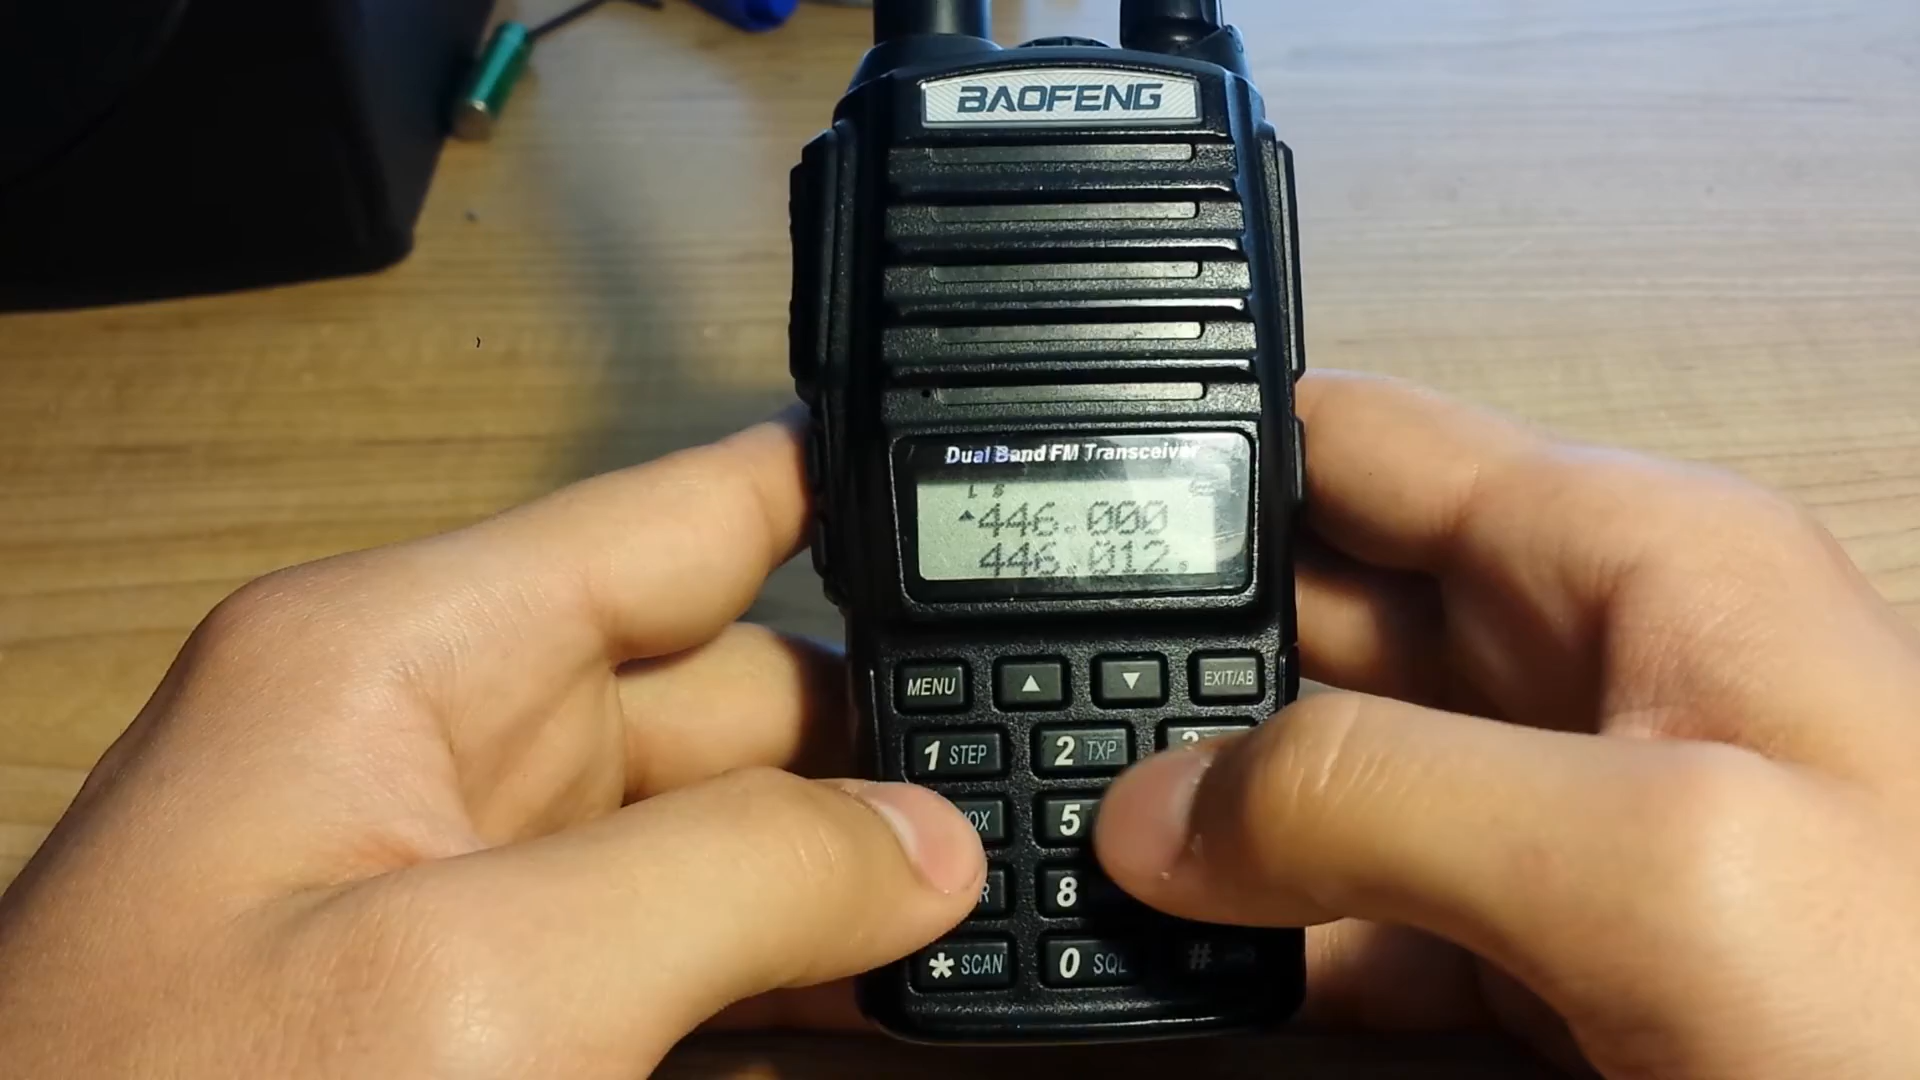 BAOFENG
Dual Band FM Transceiver
L S
▲446.000
446.012₅
MENU ▲ ▼ EXIT/AB
1 STEP 2 TXP
5
8
* SCAN 0 SQL #